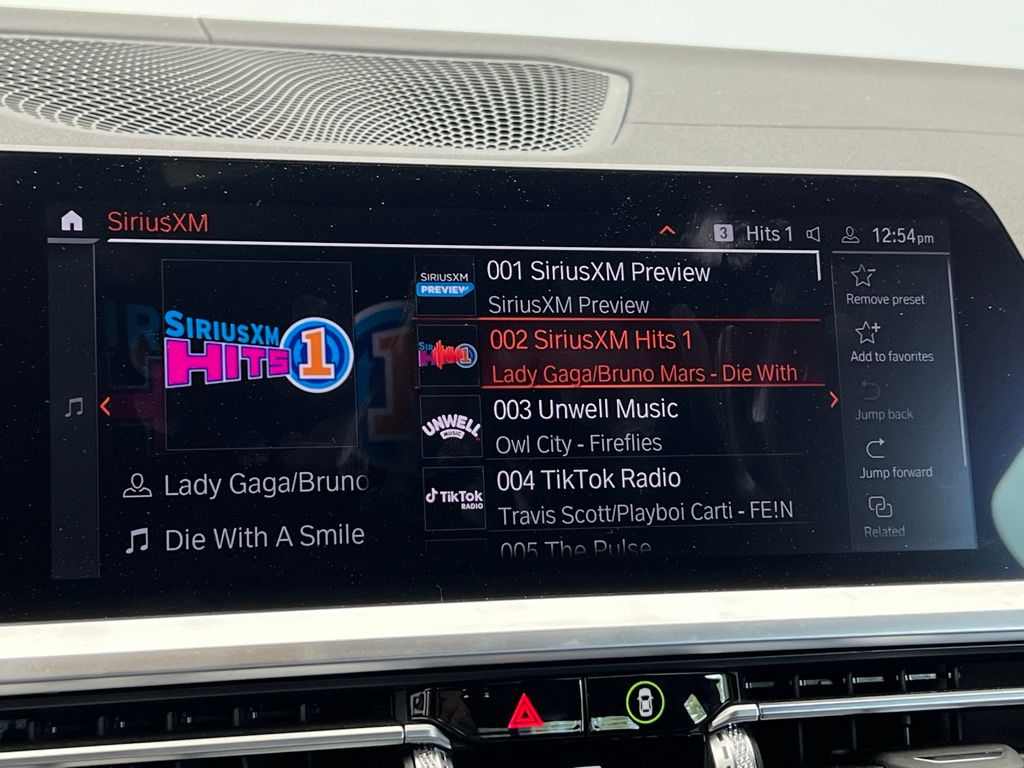 SiriusXM
3 Hits 1 12:54pm
SIRIUSXM
HITS 1
Lady Gaga/Bruno
Die With A Smile
SIRIUSXM
PREVIEW
001 SiriusXM Preview
SiriusXM Preview
002 SiriusXM Hits 1
Lady Gaga/Bruno Mars - Die With
UNWELL
MUSIC
003 Unwell Music
Owl City - Fireflies
TikTok
RADIO
004 TikTok Radio
Travis Scott/Playboi Carti - FE!N
005 The Pulse
Remove preset
Add to favorites
Jump back
Jump forward
Related